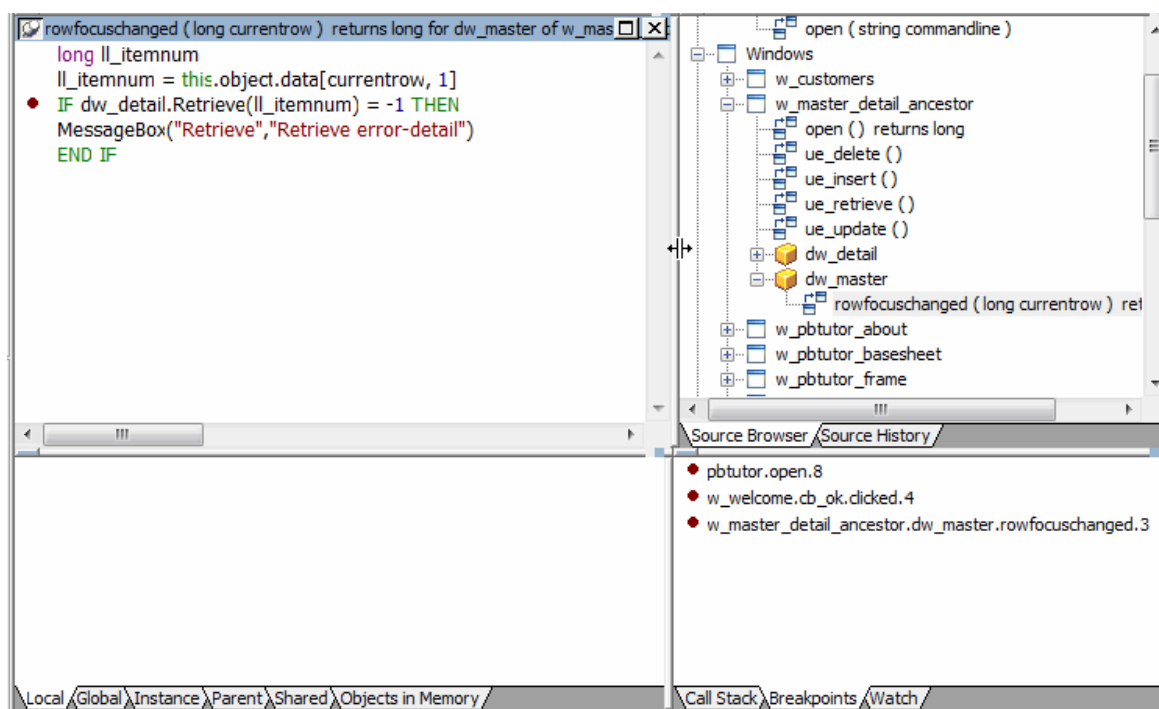 rowfocuschanged ( long currentrow ) returns long for dw_master of w_mas
long ll_itemnum
ll_itemnum = this.object.data[currentrow, 1]
IF dw_detail.Retrieve(ll_itemnum) = -1 THEN
MessageBox("Retrieve","Retrieve error-detail")
END IF
open ( string commandline )
Windows
w_customers
w_master_detail_ancestor
open () returns long
ue_delete ()
ue_insert ()
ue_retrieve ()
ue_update ()
dw_detail
dw_master
rowfocuschanged ( long currentrow ) ret
w_pbtutor_about
w_pbtutor_basesheet
w_pbtutor_frame
Source Browser Source History
pbtutor.open.8
w_welcome.cb_ok.clicked.4
w_master_detail_ancestor.dw_master.rowfocuschanged.3
Local Global Instance Parent Shared Objects in Memory
Call Stack Breakpoints Watch